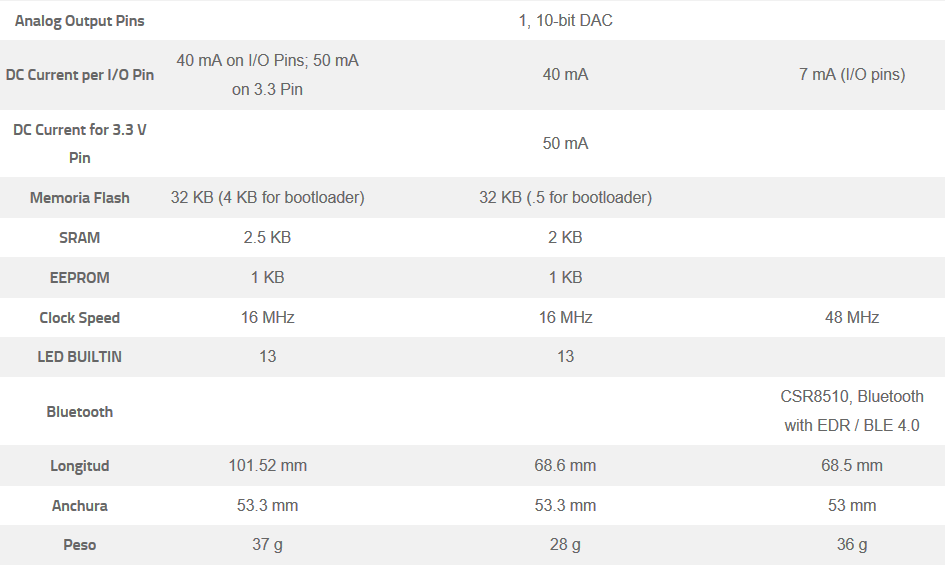 Analog Output Pins 1, 10-bit DAC
DC Current per I/O Pin 40 mA on I/O Pins; 50 mA on 3.3 Pin 40 mA 7 mA (I/O pins)
DC Current for 3.3 V Pin 50 mA
Memoria Flash 32 KB (4 KB for bootloader) 32 KB (.5 for bootloader)
SRAM 2.5 KB 2 KB
EEPROM 1 KB 1 KB
Clock Speed 16 MHz 16 MHz 48 MHz
LED BUILTIN 13 13
Bluetooth CSR8510, Bluetooth with EDR / BLE 4.0
Longitud 101.52 mm 68.6 mm 68.5 mm
Anchura 53.3 mm 53.3 mm 53 mm
Peso 37 g 28 g 36 g